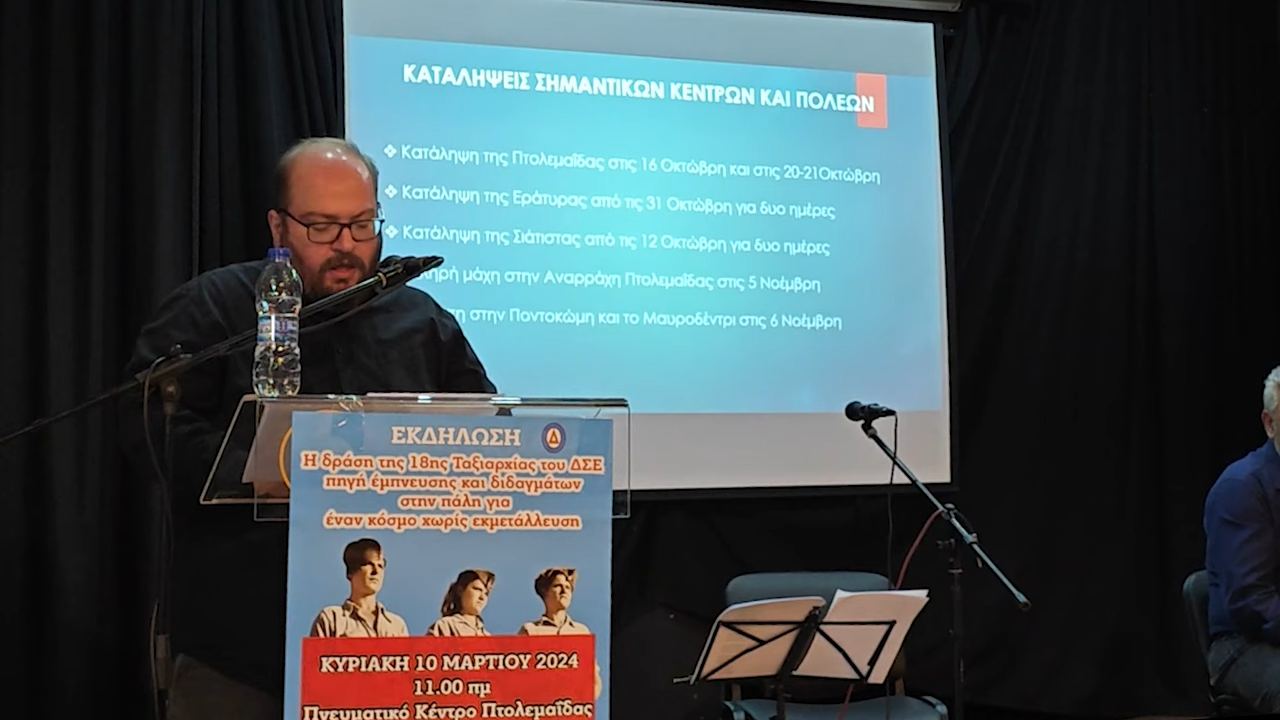 ΚΑΤΑΛΗΨΕΙΣ ΣΗΜΑΝΤΙΚΩΝ ΚΕΝΤΡΩΝ ΚΑΙ ΠΟΛΕΩΝ
❖ Κατάληψη της Πτολεμαΐδας στις 16 Οκτώβρη και στις 20-21Οκτώβρη
❖ Κατάληψη της Εράτυρας από τις 31 Οκτώβρη για δυο ημέρες
❖ Κατάληψη της Σιάτιστας από τις 12 Οκτώβρη για δυο ημέρες
μάχη στην Αναρράχη Πτολεμαΐδας στις 5 Νοέμβρη
στην Ποντοκώμη και το Μαυροδέντρι στις 6 Νοέμβρη
ΕΚΔΗΛΩΣΗ Δ
Η δράση της 18ης Ταξιαρχίας του ΔΣΕ
πηγή έμπνευσης και διδαγμάτων
στην πάλη για
έναν κόσμο χωρίς εκμετάλλευση
ΚΥΡΙΑΚΗ 10 ΜΑΡΤΙΟΥ 2024
11.00 πμ
Πνευματικό Κέντρο Πτολεμαΐδας